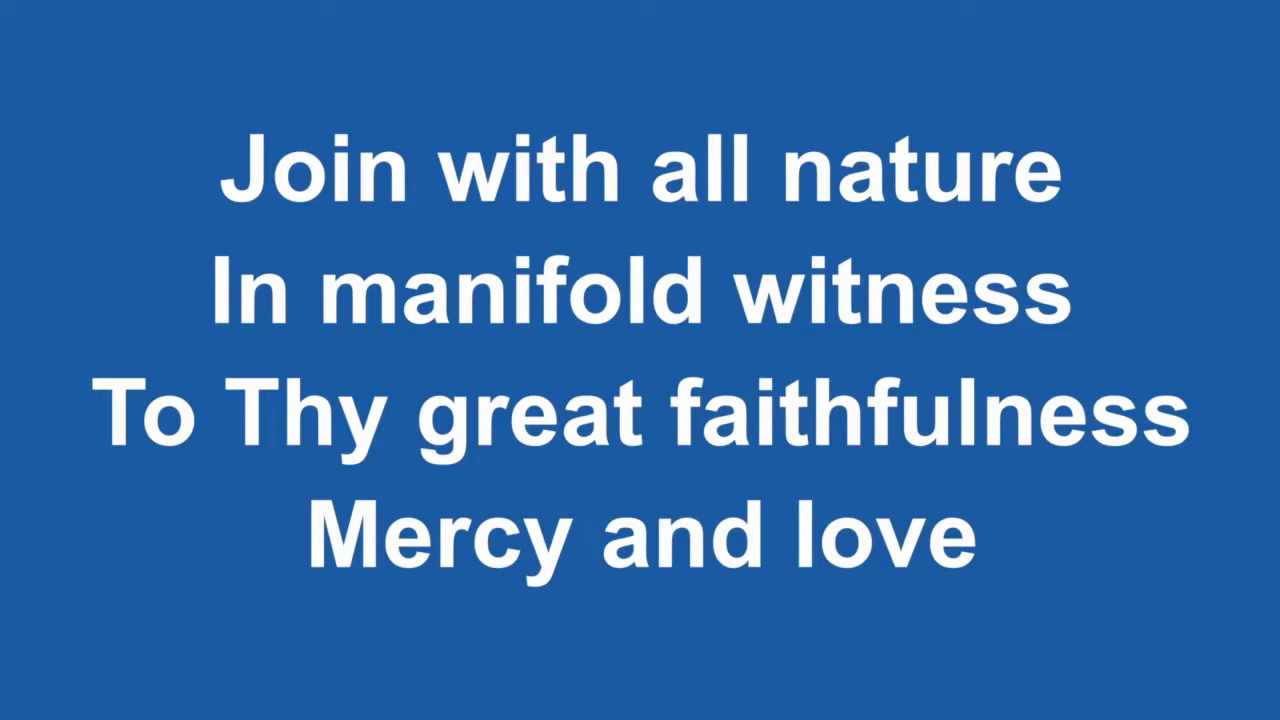 Join with all nature
In manifold witness
To Thy great faithfulness
Mercy and love